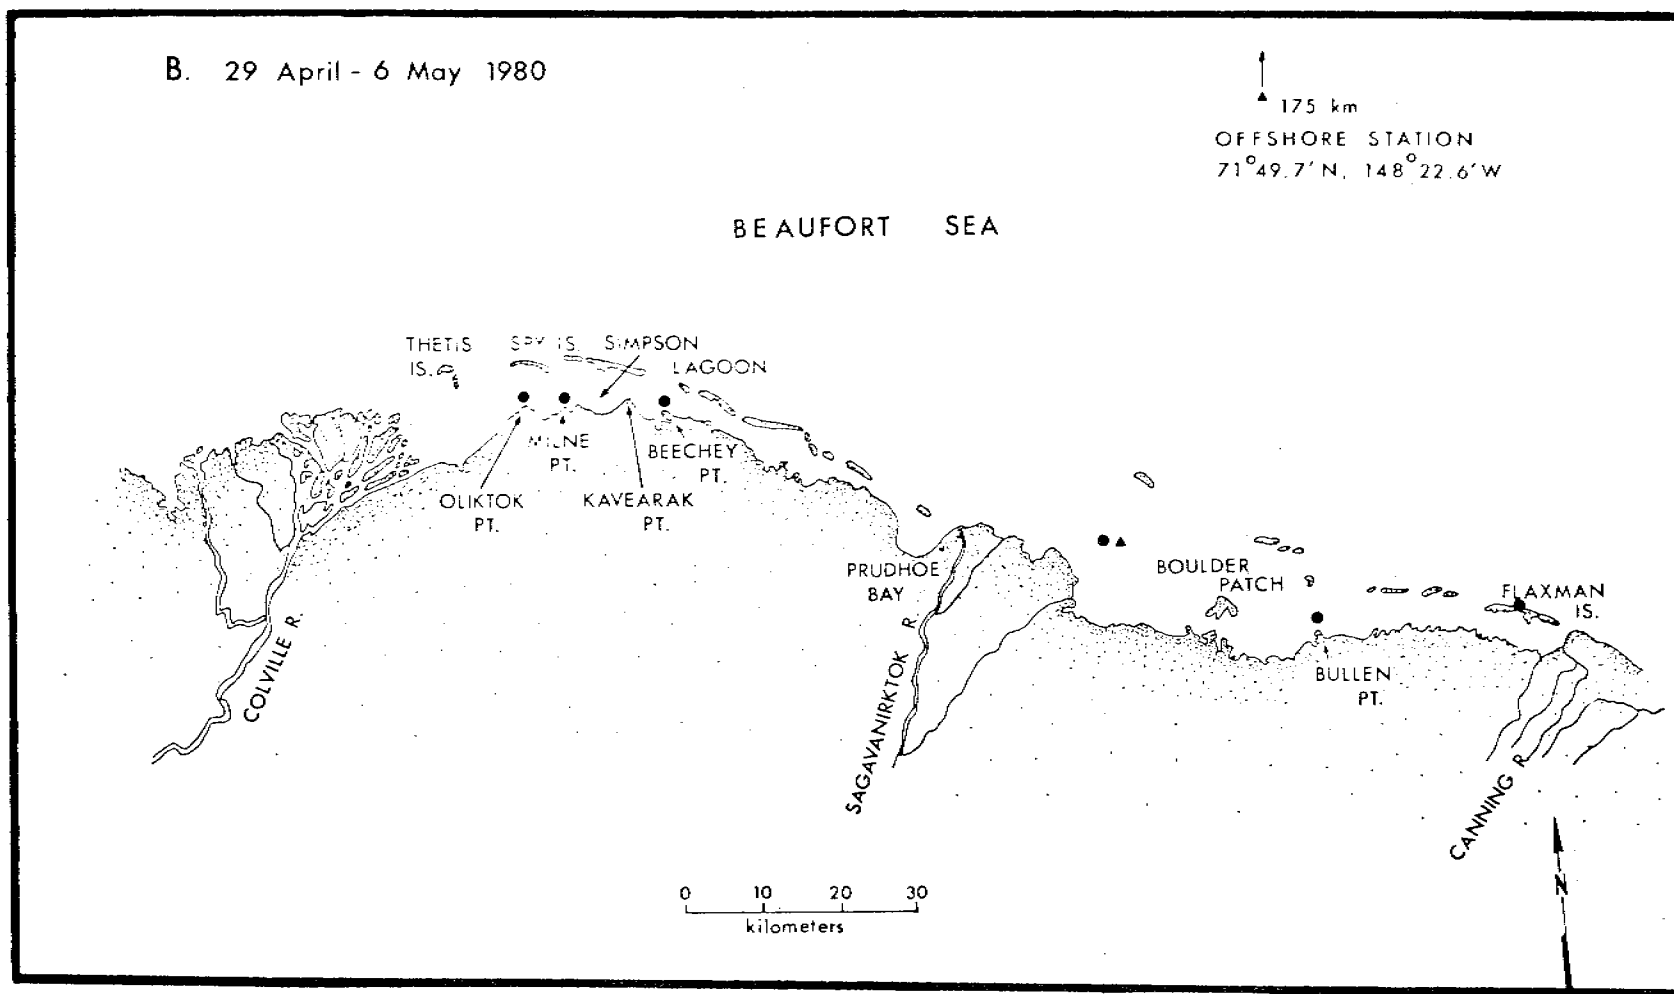 B. 29 April - 6 May 1980
175 km
OFFSHORE STATION
71°49.7'N, 148°22.6'W
BEAUFORT SEA
THETIS IS.
SPY IS.
SIMPSON LAGOON
MILNE PT.
BEECHEY PT.
OLIKTOK PT.
KAVEARAK PT.
PRUDHOE BAY
BOULDER PATCH
FLAXMAN IS.
BULLEN PT.
COLVILLE R.
SAGAVANIRKTOK R.
CANNING R.
0 10 20 30
kilometers
N